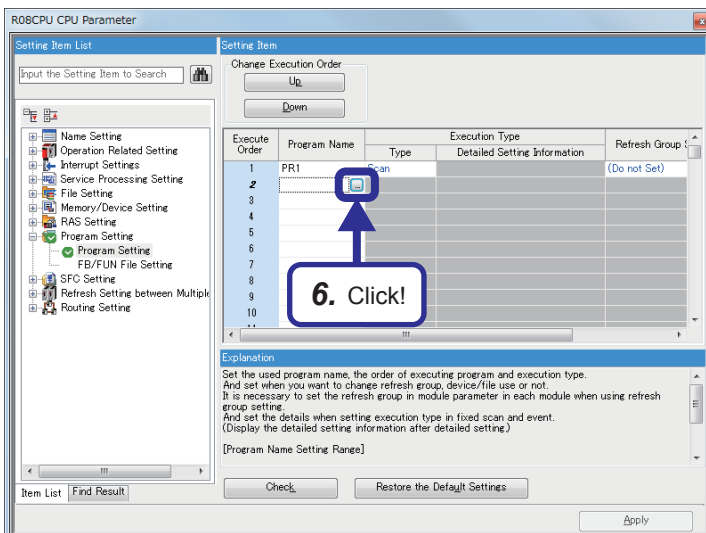 R08CPU CPU Parameter
Setting Item List
Input the Setting Item to Search
Name Setting
Operation Related Setting
Interrupt Settings
Service Processing Setting
File Setting
Memory/Device Setting
RAS Setting
Program Setting
Program Setting
FB/FUN File Setting
SFC Setting
Refresh Setting between Multiple
Routing Setting
Item List
Find Result
Setting Item
Change Execution Order
Up
Down
Execute Order
Program Name
Execution Type
Type
Detailed Setting Information
Refresh Group
1 PR1 Scan (Do not Set)
2 ...
3
4
5
6
7
8
9
10
11
6. Click!
Explanation
Set the used program name, the order of executing program and execution type.
And set when you want to change refresh group, device/file use or not.
It is necessary to set the refresh group in module parameter in each module when using refresh
group setting.
And set the details when setting execution type in fixed scan and event.
(Display the detailed setting information after detailed setting.)
[Program Name Setting Range]
Check
Restore the Default Settings
Apply